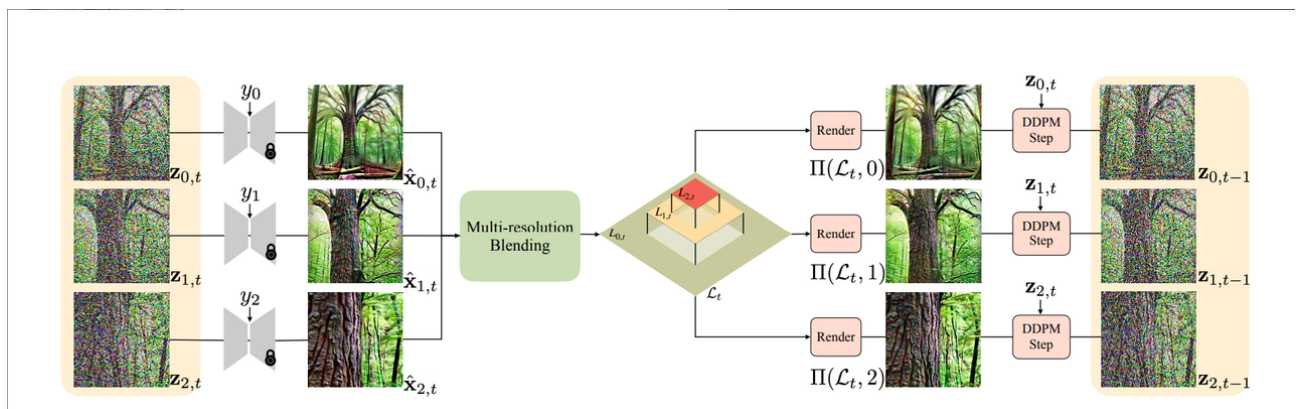 y₀
z₀,ₜ
x̂₀,ₜ
y₁
z₁,ₜ
x̂₁,ₜ
y₂
z₂,ₜ
x̂₂,ₜ
Multi-resolution
Blending
L₂,ₜ
L₁,ₜ
L₀,ₜ
ℒₜ
Render
Π(ℒₜ, 0)
z₀,ₜ
DDPM
Step
z₀,ₜ₋₁
Render
Π(ℒₜ, 1)
z₁,ₜ
DDPM
Step
z₁,ₜ₋₁
Render
Π(ℒₜ, 2)
z₂,ₜ
DDPM
Step
z₂,ₜ₋₁